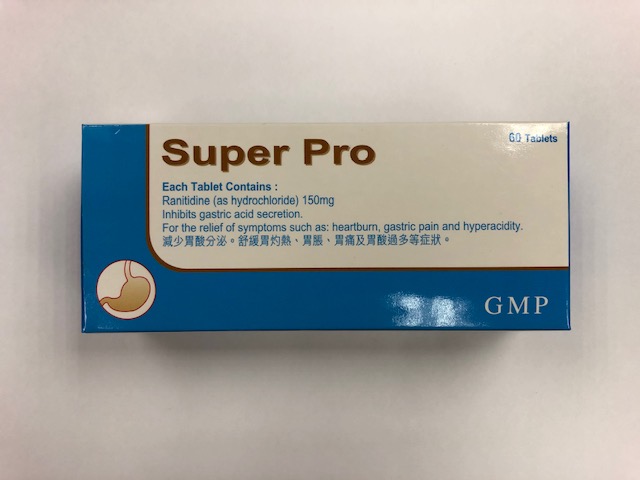 Super Pro
60 Tablets
Each Tablet Contains :
Ranitidine (as hydrochloride) 150mg
Inhibits gastric acid secretion.
For the relief of symptoms such as: heartburn, gastric pain and hyperacidity.
減少胃酸分泌。舒緩胃灼熱、胃脹、胃痛及胃酸過多等症狀。
GMP